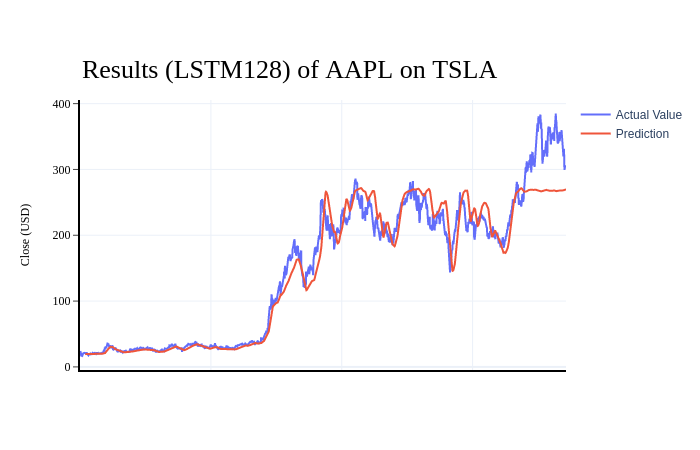 Results (LSTM128) of AAPL on TSLA
400
300
200
100
0
Close (USD)
Actual Value
Prediction